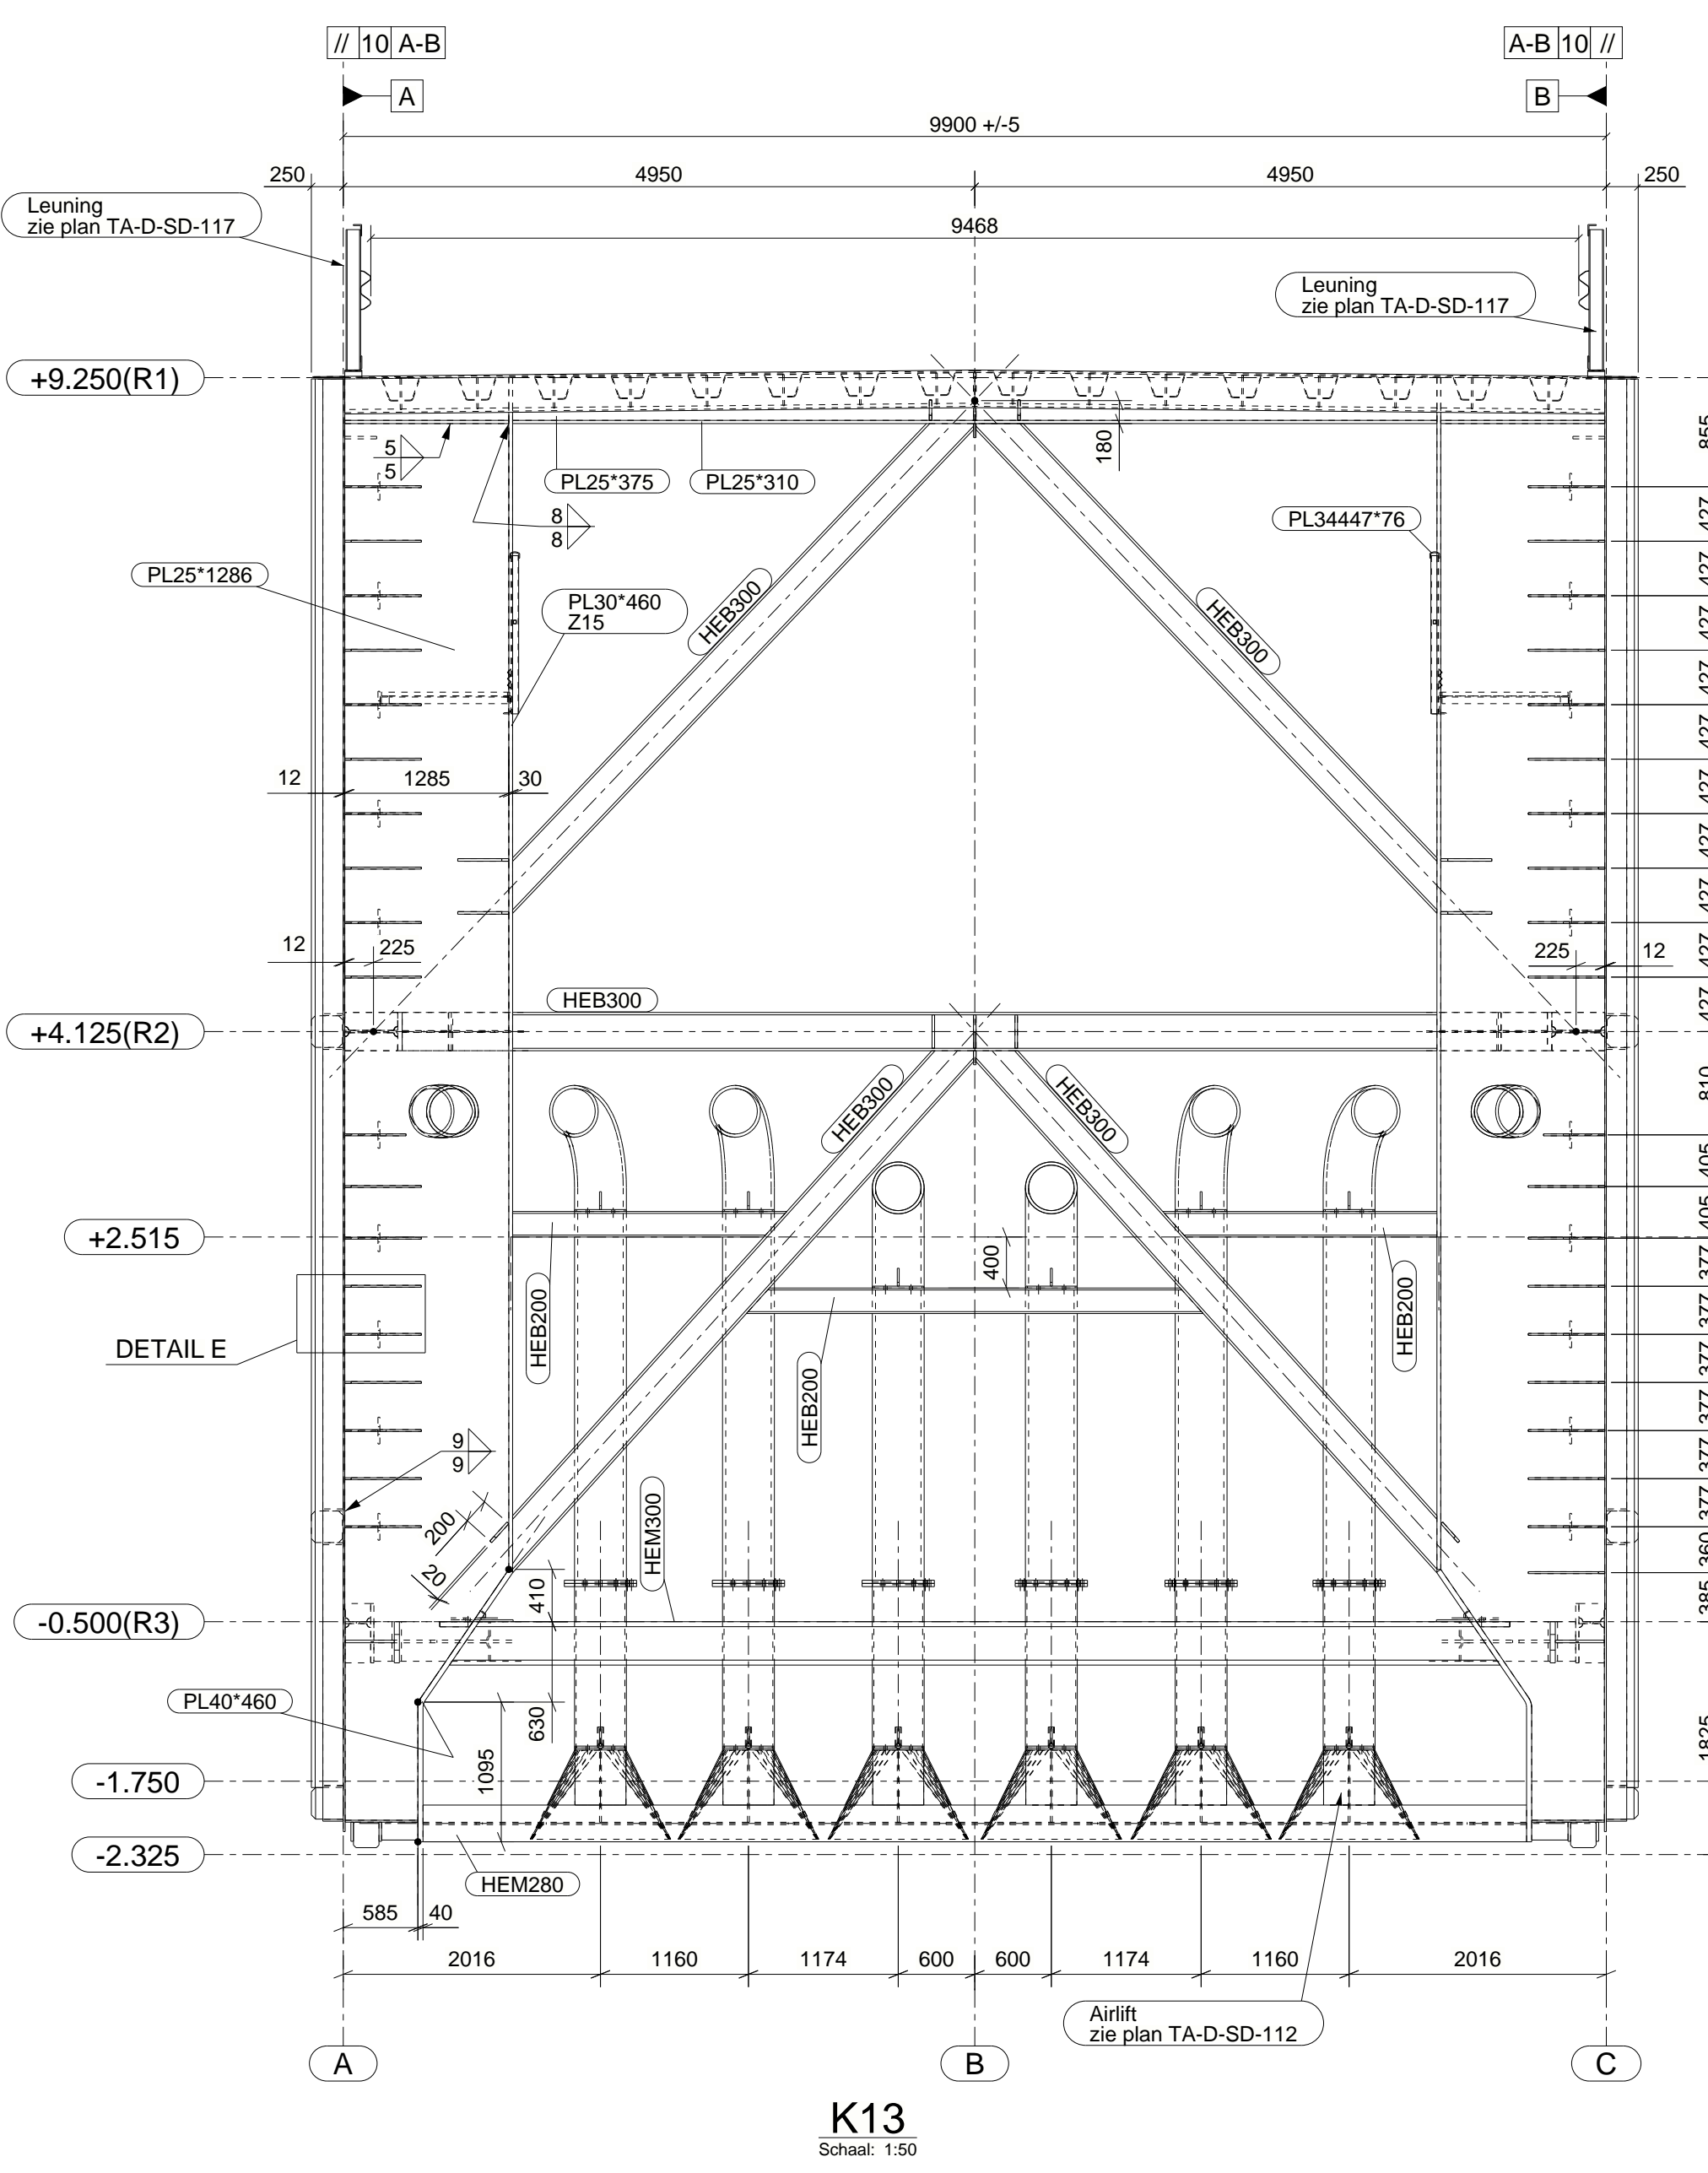 // 10 A-B
A-B 10 //
A
B
9900 +/-5
250
4950
4950
250
Leuning
zie plan TA-D-SD-117
9468
Leuning
zie plan TA-D-SD-117
+9.250(R1)
855
180
5
5
PL25*375
PL25*310
8
8
PL34447*76
427
427
427
427
427
427
427
427
427
427
PL25*1286
PL30*460
Z15
HEB300
HEB300
12
1285
30
12
225
225
12
HEB300
+4.125(R2)
810
HEB300
HEB300
405
405
+2.515
400
377
377
377
377
377
377
HEB200
HEB200
HEB200
DETAIL E
9
9
200
20
HEM300
410
360
385
-0.500(R3)
PL40*460
630
1095
1825
-1.750
-2.325
HEM280
585
40
2016
1160
1174
600
600
1174
1160
2016
Airlift
zie plan TA-D-SD-112
A
B
C
K13
Schaal: 1:50